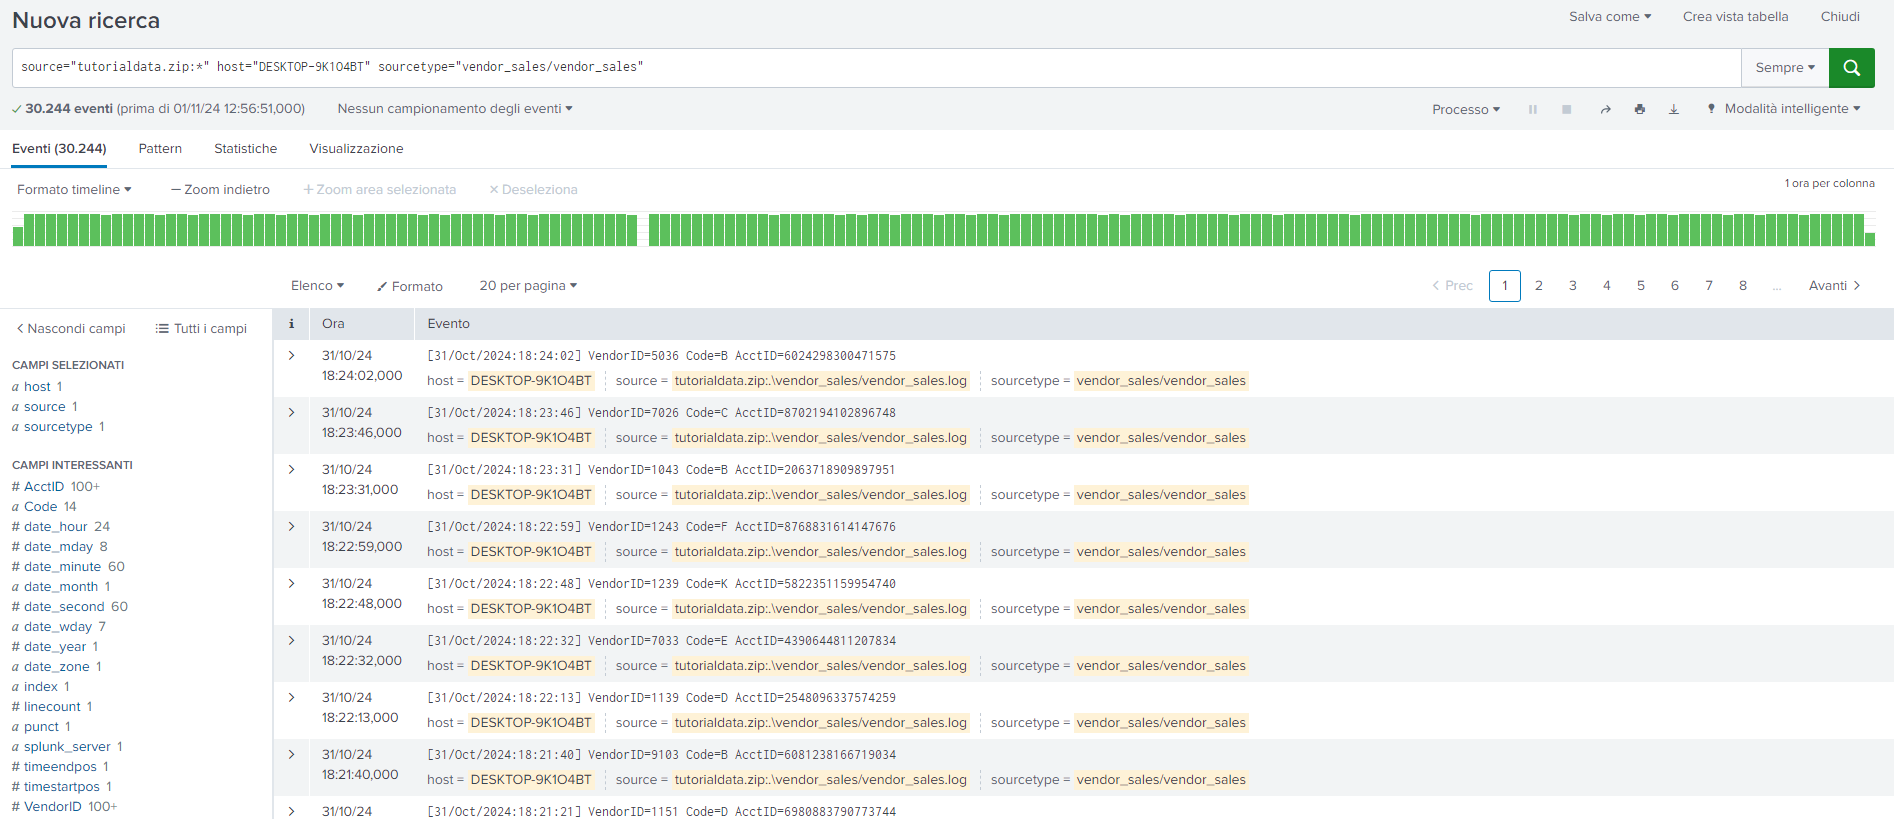 Nuova ricerca
Salva come Crea vista tabella Chiudi
source="tutorialdata.zip:*" host="DESKTOP-9K1O4BT" sourcetype="vendor_sales/vendor_sales"
Sempre
30.244 eventi (prima di 01/11/24 12:56:51,000) Nessun campionamento degli eventi
Processo Modalità intelligente
Eventi (30.244) Pattern Statistiche Visualizzazione
Formato timeline Zoom indietro Zoom area selezionata Deseleziona
1 ora per colonna
Elenco Formato 20 per pagina
Prec 1 2 3 4 5 6 7 8 ... Avanti
Nascondi campi Tutti i campi
CAMPI SELEZIONATI
a host 1
a source 1
a sourcetype 1
CAMPI INTERESSANTI
# AcctID 100+
a Code 14
# date_hour 24
# date_mday 8
# date_minute 60
a date_month 1
# date_second 60
a date_wday 7
# date_year 1
a date_zone 1
a index 1
# linecount 1
a punct 1
a splunk_server 1
# timeendpos 1
# timestartpos 1
# VendorID 100+
i Ora Evento
31/10/24 [31/Oct/2024:18:24:02] VendorID=5036 Code=B AcctID=6024298300471575
18:24:02,000 host = DESKTOP-9K1O4BT source = tutorialdata.zip:.\vendor_sales/vendor_sales.log sourcetype = vendor_sales/vendor_sales
31/10/24 [31/Oct/2024:18:23:46] VendorID=7026 Code=C AcctID=8702194102896748
18:23:46,000 host = DESKTOP-9K1O4BT source = tutorialdata.zip:.\vendor_sales/vendor_sales.log sourcetype = vendor_sales/vendor_sales
31/10/24 [31/Oct/2024:18:23:31] VendorID=1043 Code=B AcctID=2063718909897951
18:23:31,000 host = DESKTOP-9K1O4BT source = tutorialdata.zip:.\vendor_sales/vendor_sales.log sourcetype = vendor_sales/vendor_sales
31/10/24 [31/Oct/2024:18:22:59] VendorID=1243 Code=F AcctID=8768831614147676
18:22:59,000 host = DESKTOP-9K1O4BT source = tutorialdata.zip:.\vendor_sales/vendor_sales.log sourcetype = vendor_sales/vendor_sales
31/10/24 [31/Oct/2024:18:22:48] VendorID=1239 Code=K AcctID=5822351159954740
18:22:48,000 host = DESKTOP-9K1O4BT source = tutorialdata.zip:.\vendor_sales/vendor_sales.log sourcetype = vendor_sales/vendor_sales
31/10/24 [31/Oct/2024:18:22:32] VendorID=7033 Code=E AcctID=4390644811207834
18:22:32,000 host = DESKTOP-9K1O4BT source = tutorialdata.zip:.\vendor_sales/vendor_sales.log sourcetype = vendor_sales/vendor_sales
31/10/24 [31/Oct/2024:18:22:13] VendorID=1139 Code=D AcctID=2548096337574259
18:22:13,000 host = DESKTOP-9K1O4BT source = tutorialdata.zip:.\vendor_sales/vendor_sales.log sourcetype = vendor_sales/vendor_sales
31/10/24 [31/Oct/2024:18:21:40] VendorID=9103 Code=B AcctID=6081238166719034
18:21:40,000 host = DESKTOP-9K1O4BT source = tutorialdata.zip:.\vendor_sales/vendor_sales.log sourcetype = vendor_sales/vendor_sales
31/10/24 [31/Oct/2024:18:21:21] VendorID=1151 Code=D AcctID=6980883790773744